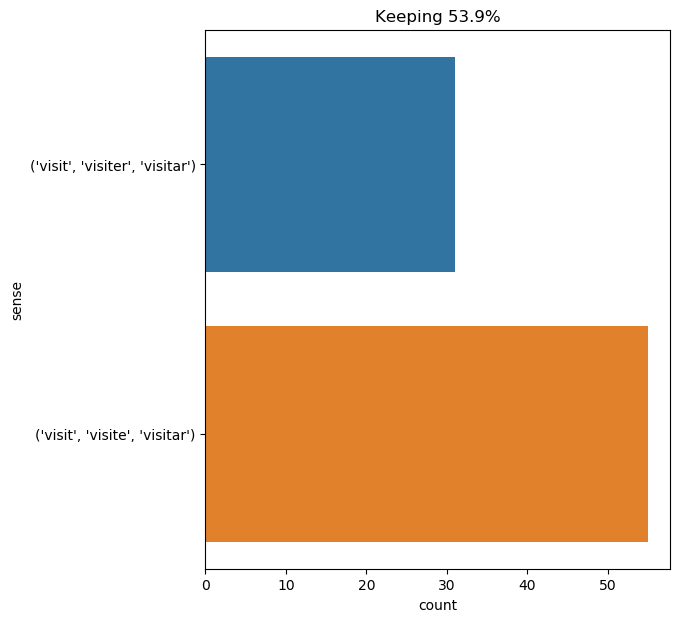 Keeping 53.9%
('visit', 'visiter', 'visitar')
sense
('visit', 'visite', 'visitar')
0 10 20 30 40 50
count